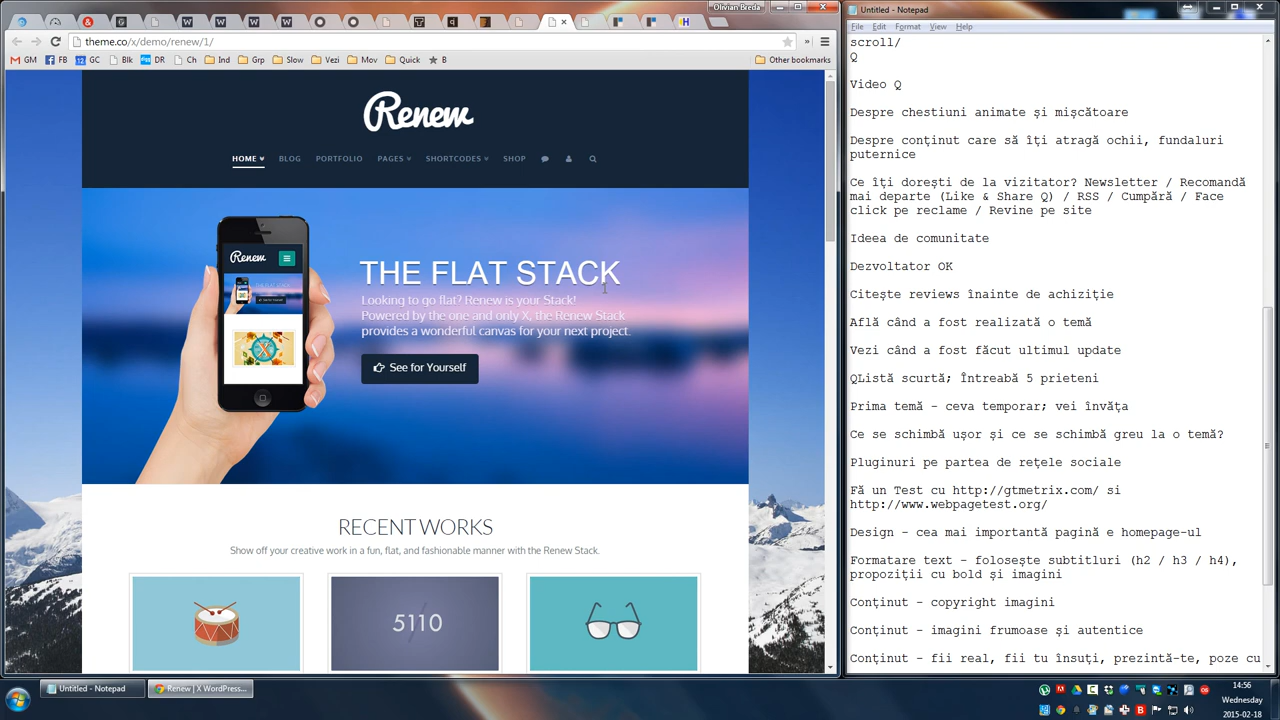 Olivian Breda
theme.co/x/demo/renew/1/
GM
FB
12 GC
Blk
DR
Ch
Ind
Grp
Slow
Vezi
Mov
Quick
B
Other bookmarks
Renew
HOME
BLOG
PORTFOLIO
PAGES
SHORTCODES
SHOP
Renew
THE FLAT STACK
Looking to go flat? Renew is your Stack!
Powered by the one and only X, the Renew Stack
provides a wonderful canvas for your next project.
See for Yourself
RECENT WORKS
Show off your creative work in a fun, flat, and fashionable manner with the Renew Stack.
5110
Untitled - Notepad
File Edit Format View Help
scroll/
Q
Video Q
Despre chestiuni animate și mișcătoare
Despre conținut care să îți atragă ochii, fundaluri
puternice
Ce îți dorești de la vizitator? Newsletter / Recomandă
mai departe (Like & Share Q) / RSS / Cumpără / Face
click pe reclame / Revine pe site
Ideea de comunitate
Dezvoltator OK
Citește reviews înainte de achiziție
Află când a fost realizată o temă
Vezi când a fost făcut ultimul update
QListă scurtă; Întreabă 5 prieteni
Prima temă - ceva temporar; vei învăța
Ce se schimbă ușor și ce se schimbă greu la o temă?
Pluginuri pe partea de rețele sociale
Fă un Test cu http://gtmetrix.com/ si
http://www.webpagetest.org/
Design - cea mai importantă pagină e homepage-ul
Formatare text - folosește subtitluri (h2 / h3 / h4),
propoziții cu bold și imagini
Conținut - copyright imagini
Conținut - imagini frumoase și autentice
Conținut - fii real, fii tu însuți, prezintă-te, poze cu
Untitled - Notepad
Renew | X WordPress...
14:56
Wednesday
2015-02-18